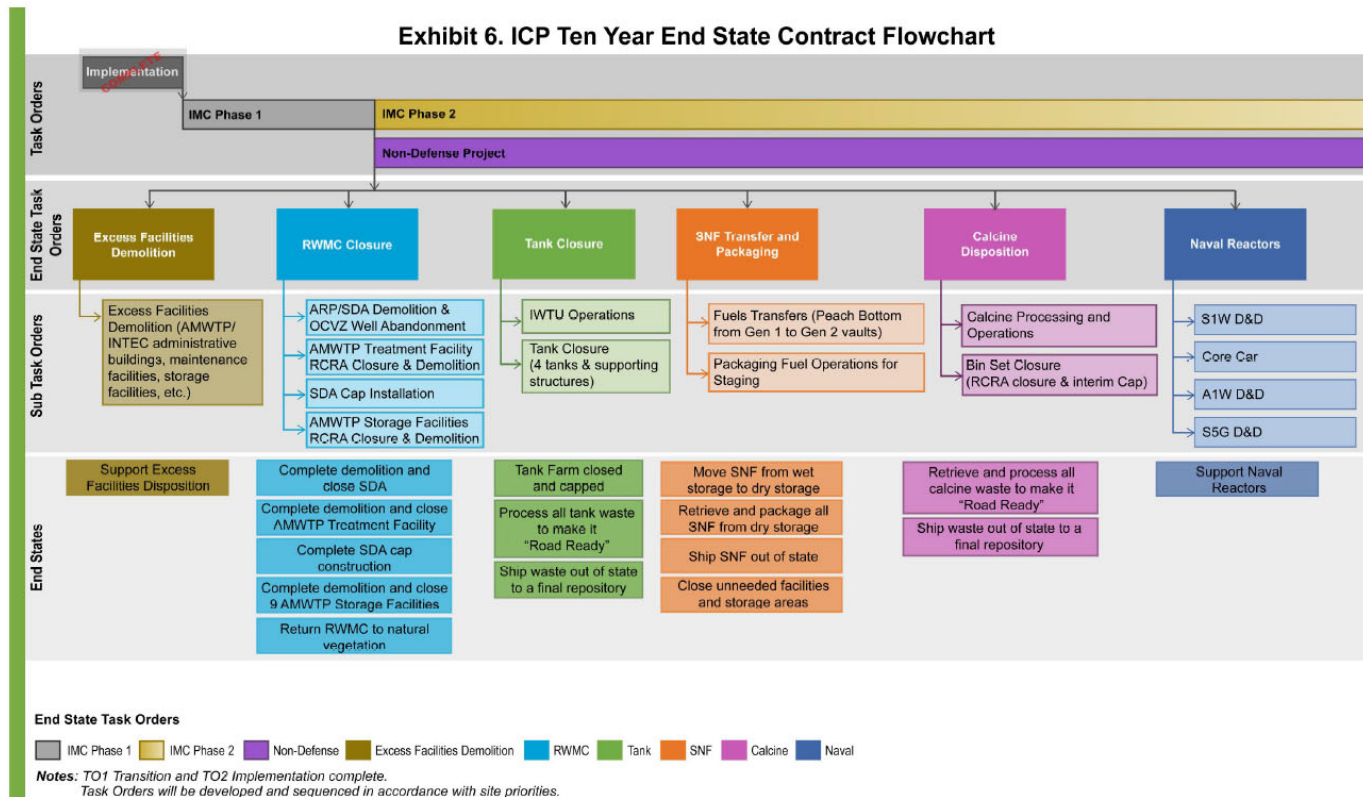 Exhibit 6. ICP Ten Year End State Contract Flowchart
Task Orders
Implementation
COMPLETE
IMC Phase 1
IMC Phase 2
Non-Defense Project
End State Task
Orders
Excess Facilities
Demolition
RWMC Closure
Tank Closure
SNF Transfer and
Packaging
Calcine
Disposition
Naval Reactors
Sub Task Orders
Excess Facilities
Demolition (AMWTP/
INTEC administrative
buildings, maintenance
facilities, storage
facilities, etc.)
ARP/SDA Demolition &
OCVZ Well Abandonment
AMWTP Treatment Facility
RCRA Closure & Demolition
SDA Cap Installation
AMWTP Storage Facilities
RCRA Closure & Demolition
IWTU Operations
Tank Closure
(4 tanks & supporting
structures)
Fuels Transfers (Peach Bottom
from Gen 1 to Gen 2 vaults)
Packaging Fuel Operations for
Staging
Calcine Processing and
Operations
Bin Set Closure
(RCRA closure & interim Cap)
S1W D&D
Core Car
A1W D&D
S5G D&D
End States
Support Excess
Facilities Disposition
Complete demolition and
close SDA
Complete demolition and close
AMWTP Treatment Facility
Complete SDA cap
construction
Complete demolition and close
9 AMWTP Storage Facilities
Return RWMC to natural
vegetation
Tank Farm closed
and capped
Process all tank waste
to make it
"Road Ready"
Ship waste out of state
to a final repository
Move SNF from wet
storage to dry storage
Retrieve and package all
SNF from dry storage
Ship SNF out of state
Close unneeded facilities
and storage areas
Retrieve and process all
calcine waste to make it
"Road Ready"
Ship waste out of state to a
final repository
Support Naval
Reactors
End State Task Orders
IMC Phase 1 IMC Phase 2 Non-Defense Excess Facilities Demolition RWMC Tank SNF Calcine Naval
Notes: TO1 Transition and TO2 Implementation complete.
Task Orders will be developed and sequenced in accordance with site priorities.